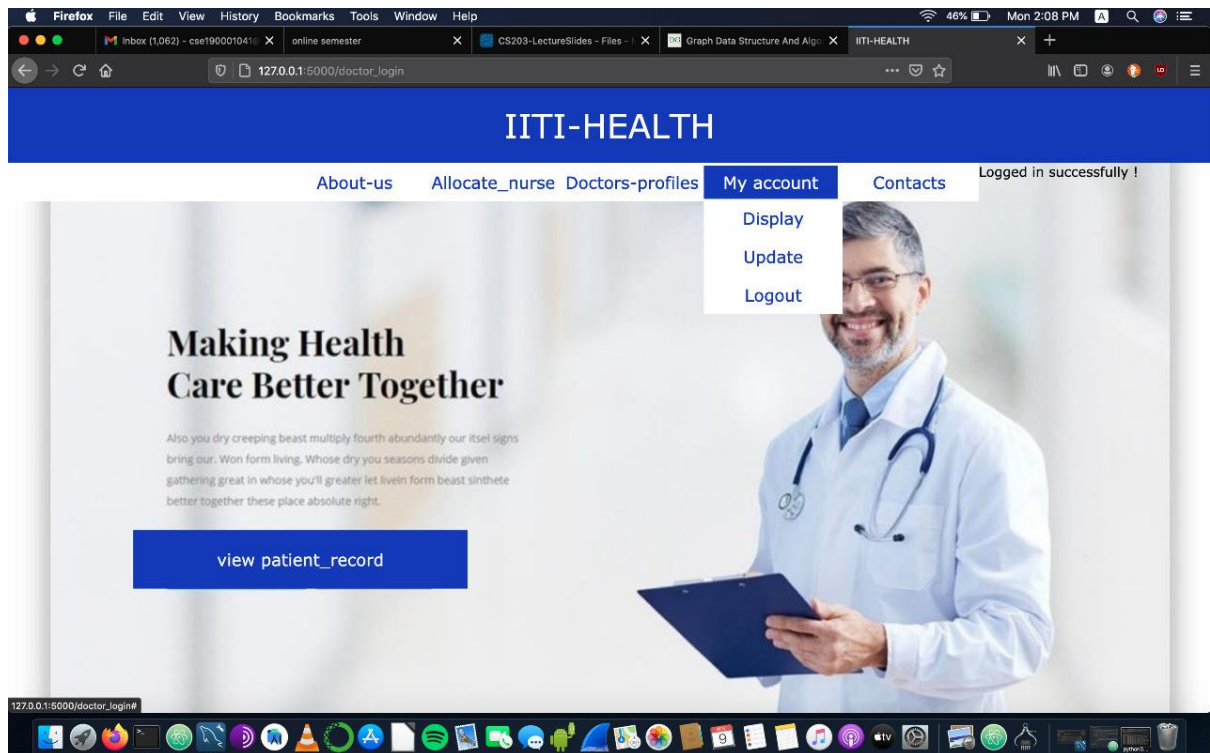 Firefox File Edit View History Bookmarks Tools Window Help 46% Mon 2:08 PM A
Inbox (1,062) - cse190001041@ online semester CS203-LectureSlides - Files - Graph Data Structure And Algo IITI-HEALTH
127.0.0.1:5000/doctor_login
IITI-HEALTH
About-us Allocate_nurse Doctors-profiles My account Contacts Logged in successfully !
Display
Update
Logout
Making Health
Care Better Together
Also you dry creeping beast multiply fourth abundantly our itsel signs
bring our. Won form living. Whose dry you seasons divide given
gathering great in whose you'll greater let livein form beast sinthete
better together these place absolute right.
view patient_record
127.0.0.1:5000/doctor_login#
9 tv